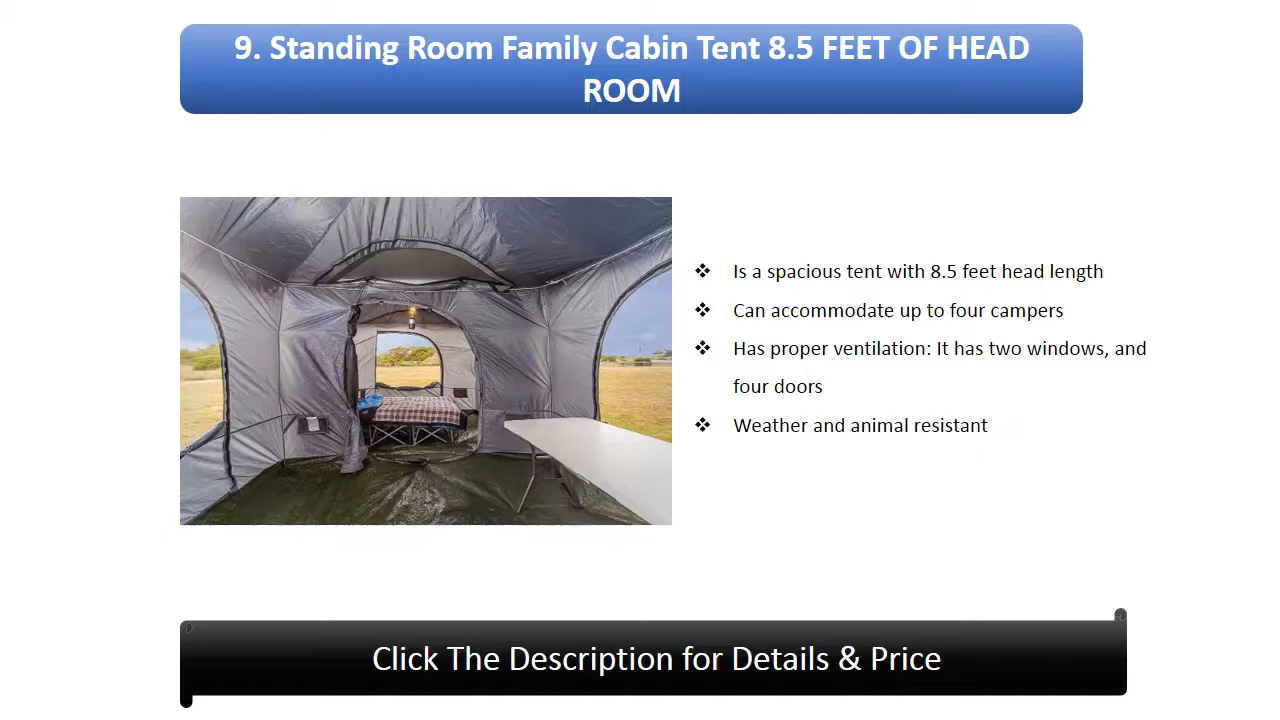 9. Standing Room Family Cabin Tent 8.5 FEET OF HEAD
ROOM
Is a spacious tent with 8.5 feet head length
Can accommodate up to four campers
Has proper ventilation: It has two windows, and
four doors
Weather and animal resistant
Click The Description for Details & Price